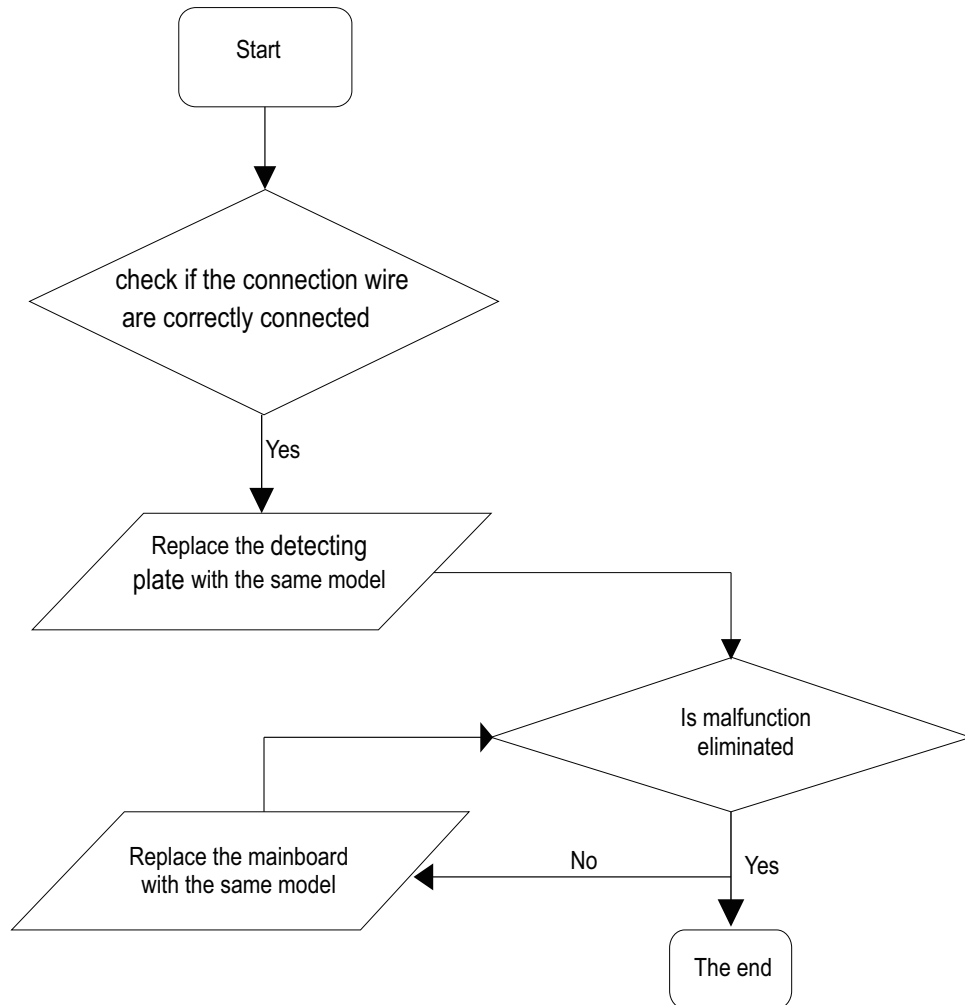 Start
check if the connection wire
are correctly connected
Yes
Replace the detecting
plate with the same model
Is malfunction
eliminated
Replace the mainboard
with the same model
No
Yes
The end